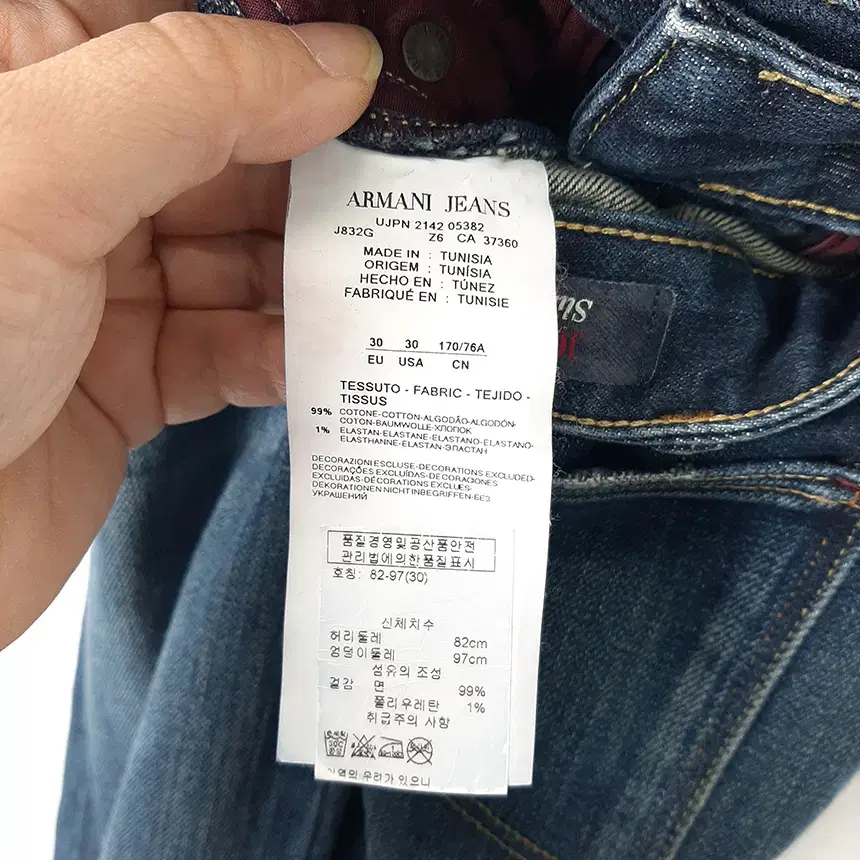 ARMANI JEANS
UJPN 2142 05382
J832G Z6 CA 37360
MADE IN : TUNISIA
ORIGEM : TUNÍSIA
HECHO EN : TÚNEZ
FABRIQUÉ EN : TUNISIE
30 30 170/76A
EU USA CN
TESSUTO - FABRIC - TEJIDO -
TISSUS
99% COTONE-COTTON-ALGODÃO-ALGODÓN-
COTON-BAUMWOLLE-ХЛОПОК
1% ELASTAN-ELASTANE-ELASTANO-ELASTANO-
ELASTHANNE-ELASTAN-ЭЛАСТАН
DECORAZIONI ESCLUSE-DECORATIONS EXCLUDED-
DECORAÇÕES EXCLUÍDAS-DECORACIONES
EXCLUIDAS-DÉCORATIONS EXCLUES-
DEKORATIONEN NICHT INBEGRIFFEN-БЕЗ
УКРАШЕНИЙ
품질경영및공산품안전
관리법에의한품질표시
호칭: 82-97(30)
신체치수
허리둘레 82cm
엉덩이둘레 97cm
섬유의 조성
겉감 면 99%
폴리우레탄 1%
취급주의 사항
우려가 있으니